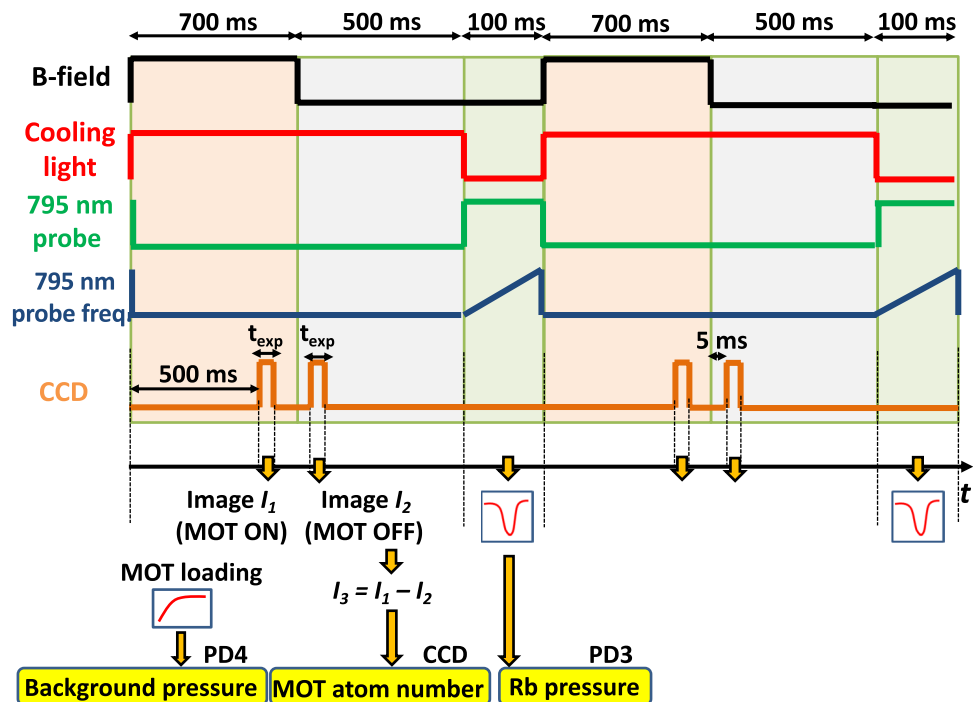 700 ms 500 ms 100 ms 700 ms 500 ms 100 ms
B-field
Cooling
light
795 nm
probe
795 nm
probe freq.
t_exp t_exp 5 ms
500 ms
CCD
t
Image I₁ Image I₂
(MOT ON) (MOT OFF)
MOT loading
I₃ = I₁ – I₂
PD4 CCD PD3
Background pressure MOT atom number Rb pressure